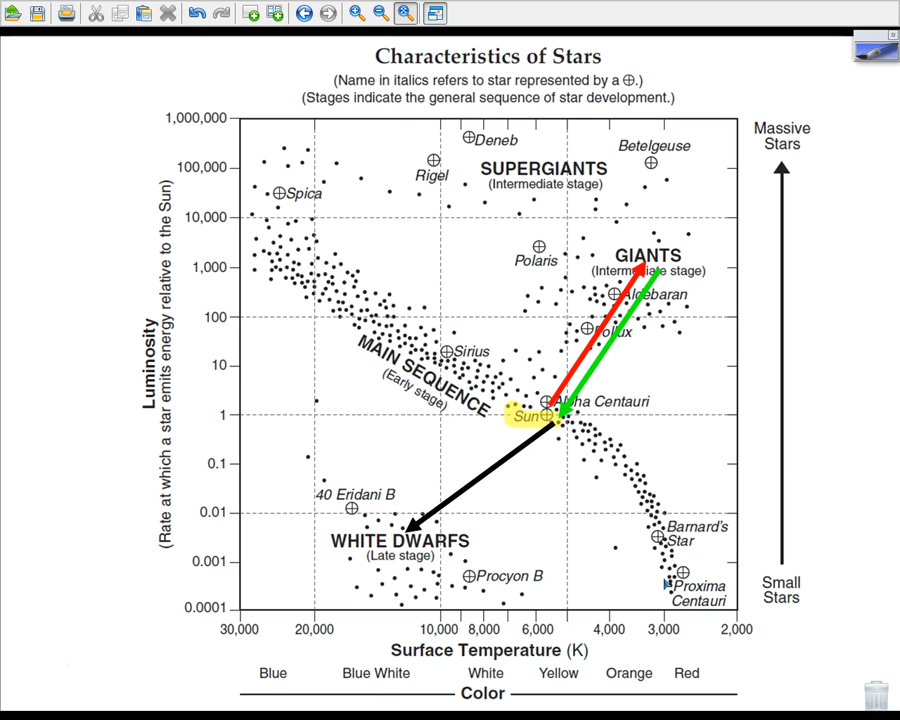 Characteristics of Stars
(Name in italics refers to star represented by a ⊕.)
(Stages indicate the general sequence of star development.)
Luminosity
(Rate at which a star emits energy relative to the Sun)
1,000,000
100,000
10,000
1,000
100
10
1
0.1
0.01
0.001
0.0001
Deneb
Betelgeuse
Rigel
SUPERGIANTS
(Intermediate stage)
Spica
Polaris
GIANTS
(Intermediate stage)
Aldebaran
Pollux
Sirius
MAIN SEQUENCE
(Early stage)
Alpha Centauri
Sun
40 Eridani B
WHITE DWARFS
(Late stage)
Procyon B
Barnard's
Star
Proxima
Centauri
Massive
Stars
Small
Stars
30,000 20,000 10,000 8,000 6,000 4,000 3,000 2,000
Surface Temperature (K)
Blue Blue White White Yellow Orange Red
Color